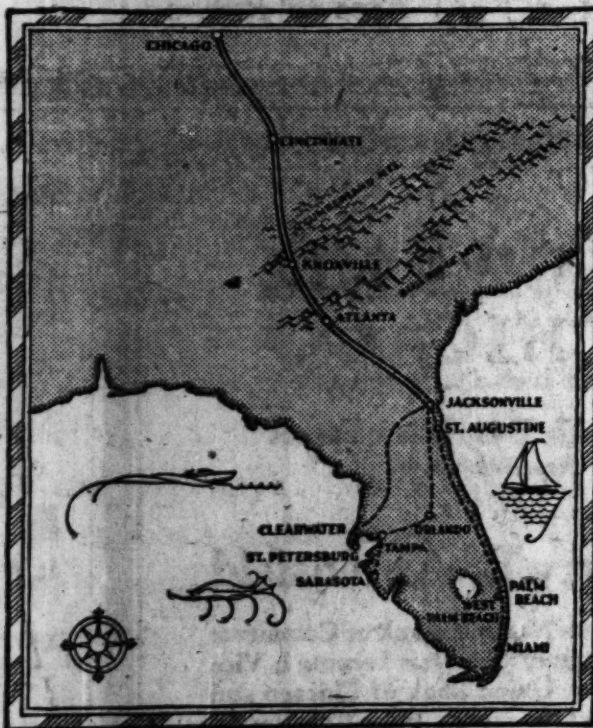 CHICAGO
CINCINNATI
KNOXVILLE
ATLANTA
JACKSONVILLE
ST. AUGUSTINE
CLEARWATER
ORLANDO
TAMPA
ST. PETERSBURG
SARASOTA
PALM
BEACH
WEST
PALM BEACH
MIAMI